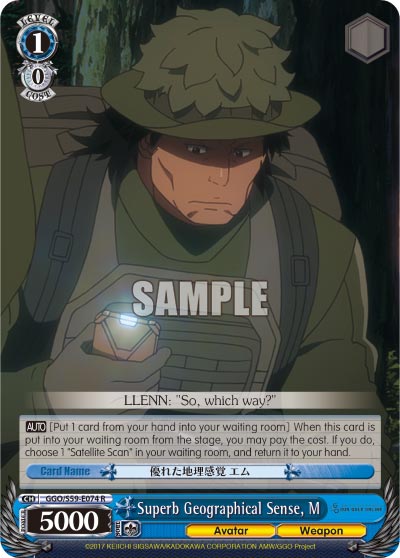 LEVEL
1
0
COST
SAMPLE
LLENN: "So, which way?"
AUTO [Put 1 card from your hand into your waiting room] When this card is
put into your waiting room from the stage, you may pay the cost. If you do,
choose 1 "Satellite Scan" in your waiting room, and return it to your hand.
Card Name 優れた地理感覚 エム
CH GGO/S59-E074 R
POWER 5000 Superb Geographical Sense, M
Avatar Weapon
©2017 KEIICHI SIGSAWA/KADOKAWA CORPORATION AMW/GGO Project